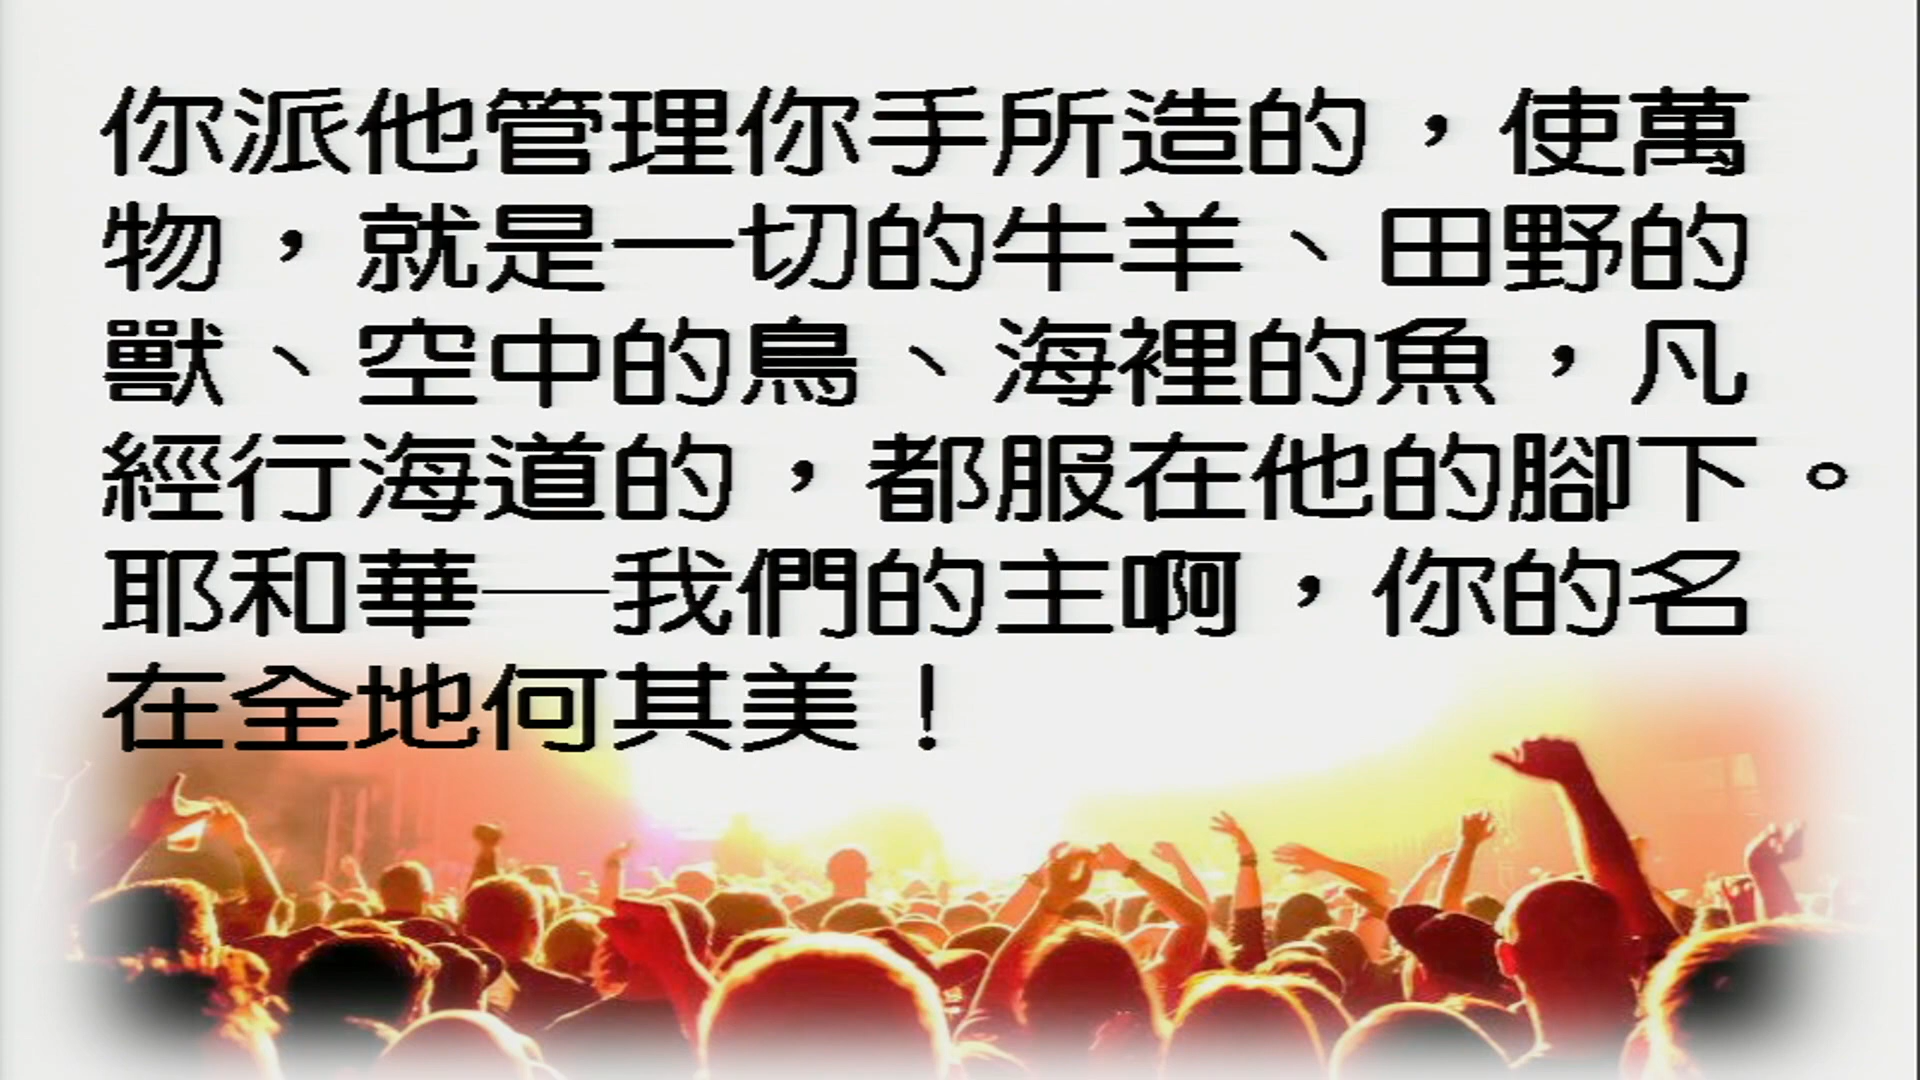 你派他管理你手所造的，使萬
物，就是一切的牛羊、田野的
獸、空中的鳥、海裡的魚，凡
經行海道的，都服在他的腳下。
耶和華─我們的主啊，你的名
在全地何其美！